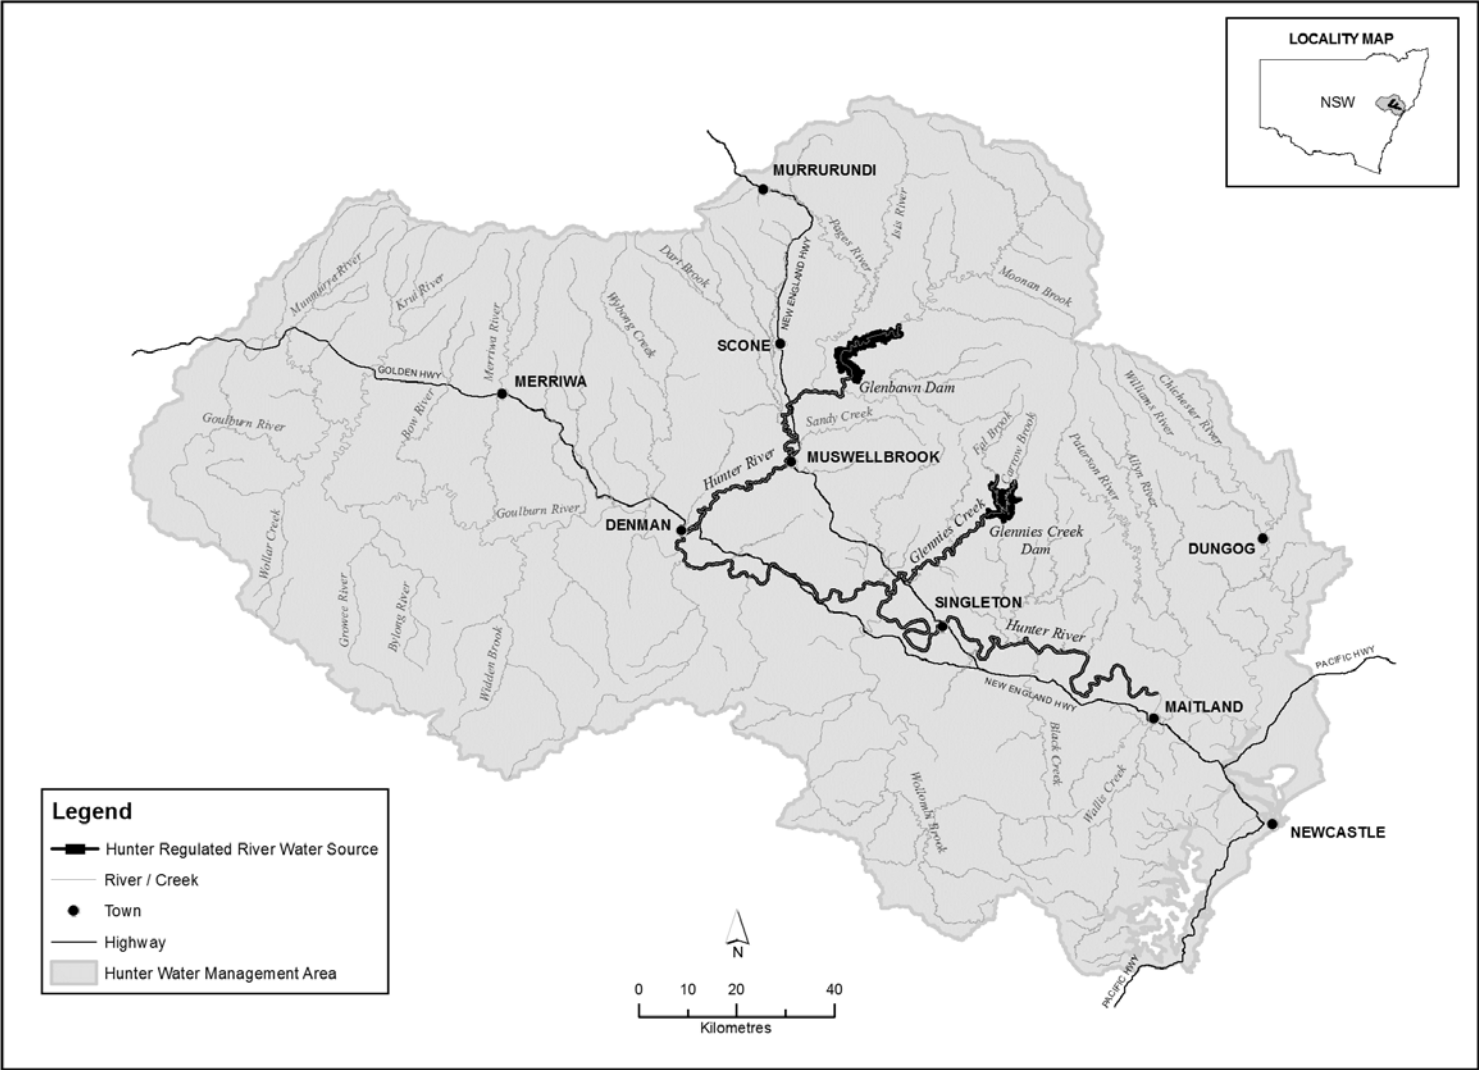 LOCALITY MAP
NSW
MURRURUNDI
Isis River
Pages River
NEW ENGLAND HWY
Dart Brook
Moonan Brook
Munmurra River
Krui River
Merriwa River
Wybong Creek
SCONE
GOLDEN HWY
MERRIWA
Glenbawn Dam
Williams River
Chichester River
Goulburn River
Bow River
Sandy Creek
Fal Brook
Carrow Brook
Paterson River
Allyn River
Hunter River
MUSWELLBROOK
Goulburn River
DENMAN
Glennies Creek
Glennies Creek
Dam
DUNGOG
Wollar Creek
Growee River
Bylong River
Widden Brook
SINGLETON
Hunter River
PACIFIC HWY
NEW ENGLAND HWY
MAITLAND
Black Creek
Wallis Creek
Wollombi Brook
NEWCASTLE
PACIFIC HWY
Legend
Hunter Regulated River Water Source
River / Creek
Town
Highway
Hunter Water Management Area
N
0 10 20 40
Kilometres